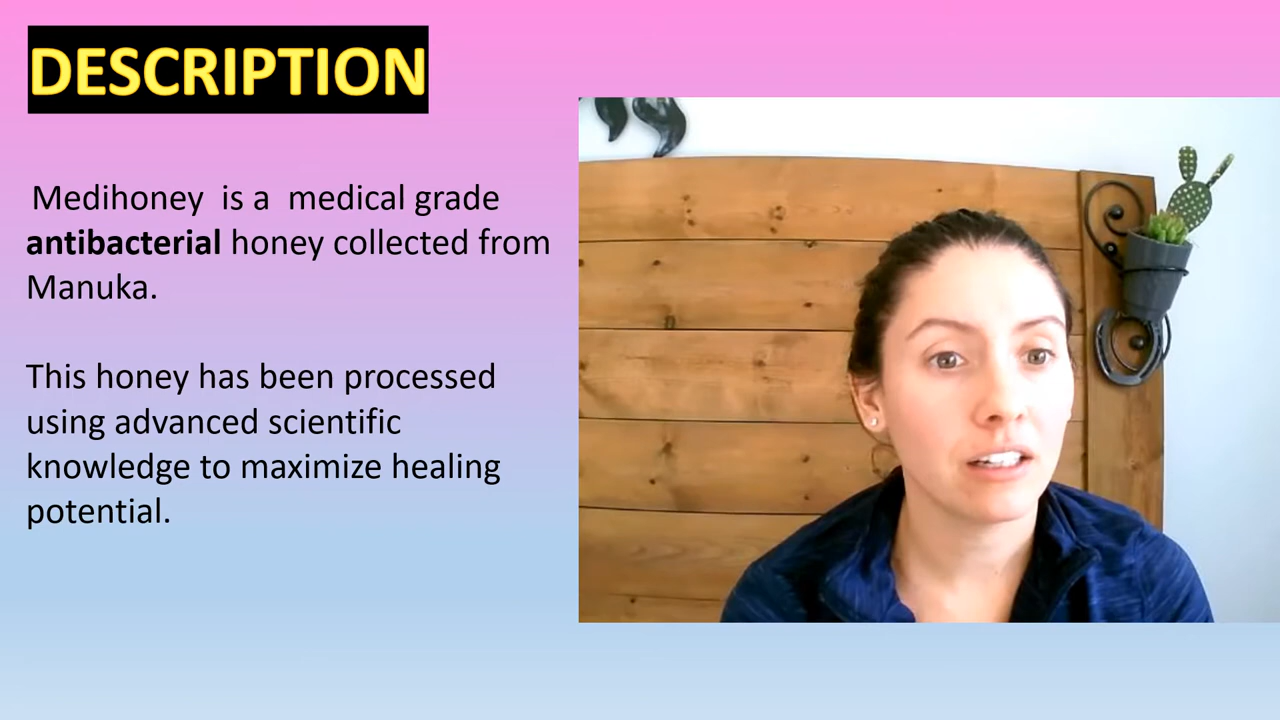 DESCRIPTION
Medihoney is a medical grade
antibacterial honey collected from
Manuka.
This honey has been processed
using advanced scientific
knowledge to maximize healing
potential.